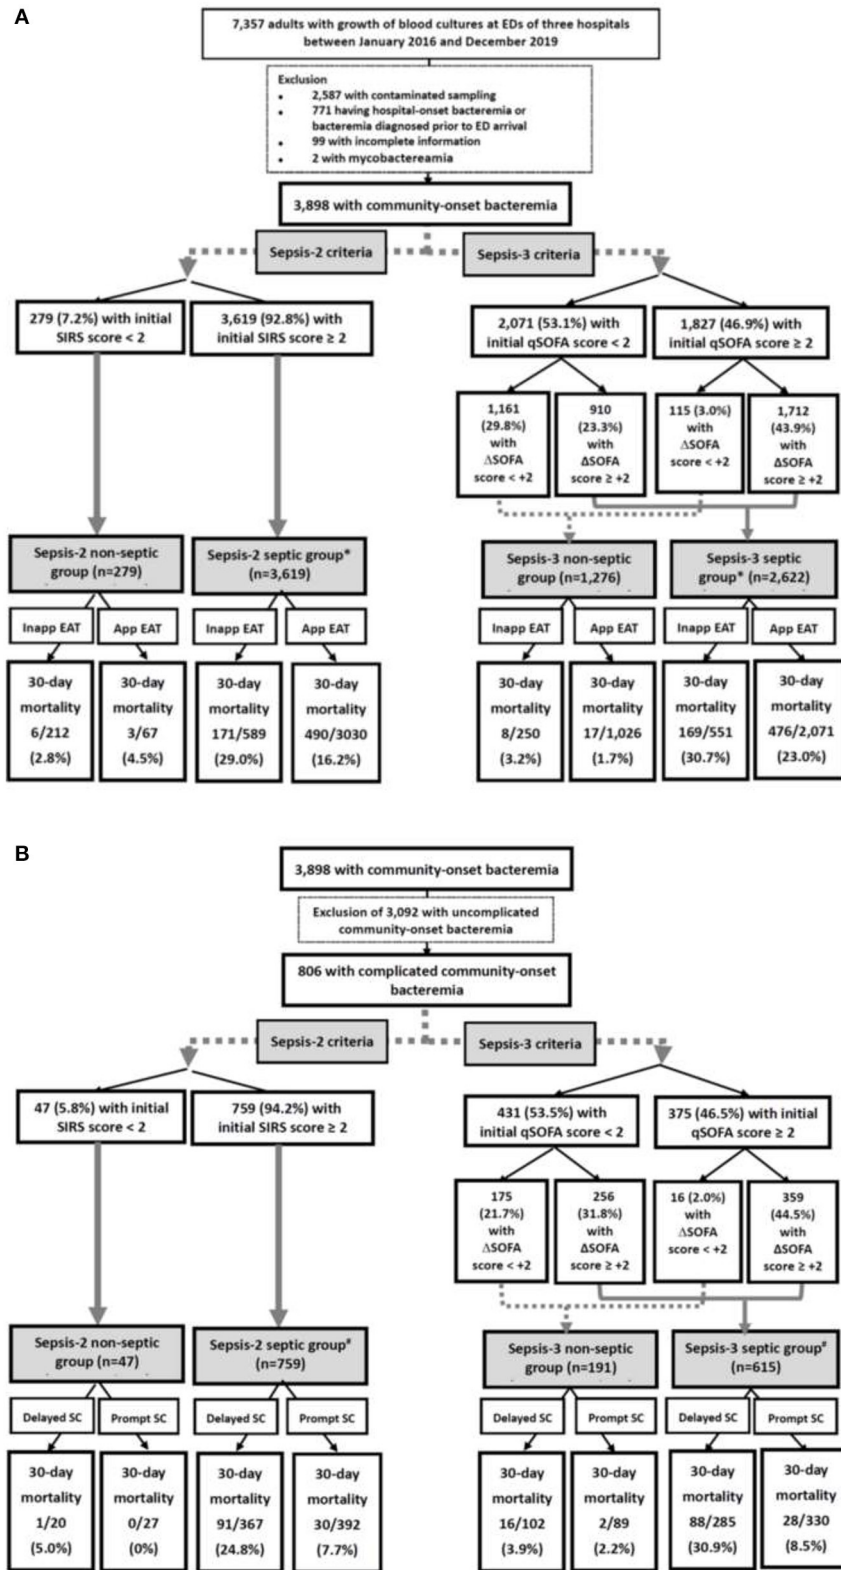 A
7,357 adults with growth of blood cultures at EDs of three hospitals
between January 2016 and December 2019
Exclusion
• 2,587 with contaminated sampling
• 771 having hospital-onset bacteremia or
bacteremia diagnosed prior to ED arrival
• 99 with incomplete information
• 2 with mycobactereamia
3,898 with community-onset bacteremia
Sepsis-2 criteria
Sepsis-3 criteria
279 (7.2%) with initial
SIRS score < 2
3,619 (92.8%) with
initial SIRS score ≥ 2
2,071 (53.1%) with
initial qSOFA score < 2
1,827 (46.9%) with
initial qSOFA score ≥ 2
1,161
(29.8%)
with
△SOFA
score < +2
910
(23.3%)
with
ΔSOFA
score ≥ +2
115 (3.0%)
with
△SOFA
score < +2
1,712
(43.9%)
with
ΔSOFA
score ≥ +2
Sepsis-2 non-septic
group (n=279)
Sepsis-2 septic group*
(n=3,619)
Sepsis-3 non-septic
group (n=1,276)
Sepsis-3 septic
group* (n=2,622)
Inapp EAT
App EAT
Inapp EAT
App EAT
Inapp EAT
App EAT
Inapp EAT
App EAT
30-day
mortality
6/212
(2.8%)
30-day
mortality
3/67
(4.5%)
30-day
mortality
171/589
(29.0%)
30-day
mortality
490/3030
(16.2%)
30-day
mortality
8/250
(3.2%)
30-day
mortality
17/1,026
(1.7%)
30-day
mortality
169/551
(30.7%)
30-day
mortality
476/2,071
(23.0%)
B
3,898 with community-onset bacteremia
Exclusion of 3,092 with uncomplicated
community-onset bacteremia
806 with complicated community-onset
bacteremia
Sepsis-2 criteria
Sepsis-3 criteria
47 (5.8%) with initial
SIRS score < 2
759 (94.2%) with
initial SIRS score ≥ 2
431 (53.5%) with
initial qSOFA score < 2
375 (46.5%) with initial
qSOFA score ≥ 2
175
(21.7%)
with
△SOFA
score < +2
256
(31.8%)
with
ΔSOFA
score ≥ +2
16 (2.0%)
with
△SOFA
score < +2
359
(44.5%)
with
ΔSOFA
score ≥ +2
Sepsis-2 non-septic
group (n=47)
Sepsis-2 septic group#
(n=759)
Sepsis-3 non-septic
group (n=191)
Sepsis-3 septic group#
(n=615)
Delayed SC
Prompt SC
Delayed SC
Prompt SC
Delayed SC
Prompt SC
Delayed SC
Prompt SC
30-day
mortality
1/20
(5.0%)
30-day
mortality
0/27
(0%)
30-day
mortality
91/367
(24.8%)
30-day
mortality
30/392
(7.7%)
30-day
mortality
16/102
(3.9%)
30-day
mortality
2/89
(2.2%)
30-day
mortality
88/285
(30.9%)
30-day
mortality
28/330
(8.5%)